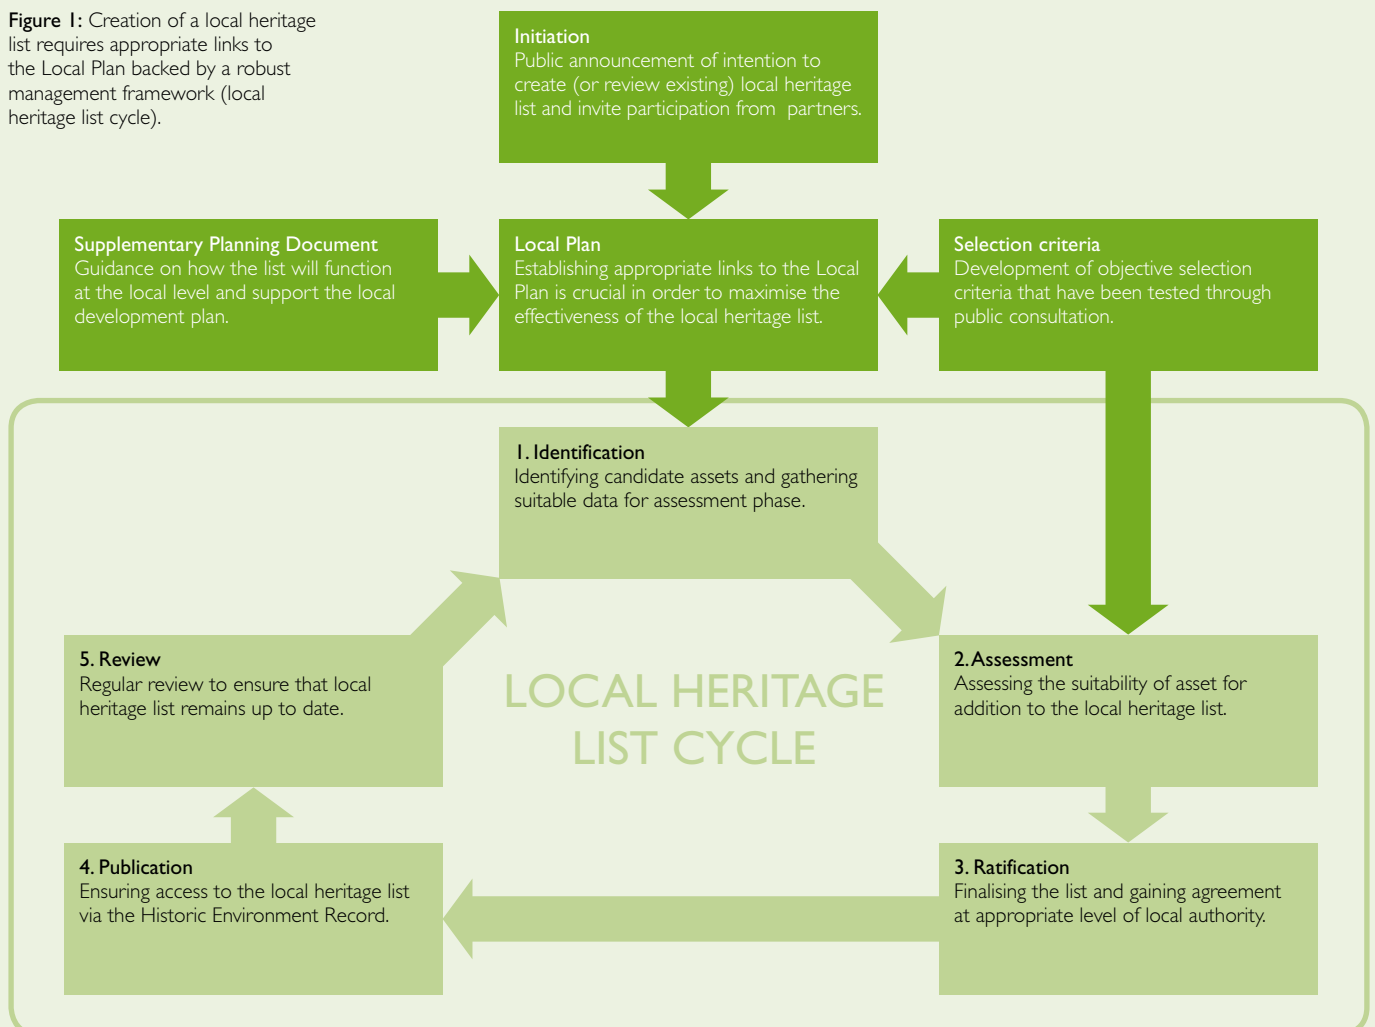 Figure 1: Creation of a local heritage
list requires appropriate links to
the Local Plan backed by a robust
management framework (local
heritage list cycle).
Initiation
Public announcement of intention to
create (or review existing) local heritage
list and invite participation from partners.
Supplementary Planning Document
Guidance on how the list will function
at the local level and support the local
development plan.
Local Plan
Establishing appropriate links to the Local
Plan is crucial in order to maximise the
effectiveness of the local heritage list.
Selection criteria
Development of objective selection
criteria that have been tested through
public consultation.
1. Identification
Identifying candidate assets and gathering
suitable data for assessment phase.
5. Review
Regular review to ensure that local
heritage list remains up to date.
LOCAL HERITAGE
LIST CYCLE
2. Assessment
Assessing the suitability of asset for
addition to the local heritage list.
4. Publication
Ensuring access to the local heritage list
via the Historic Environment Record.
3. Ratification
Finalising the list and gaining agreement
at appropriate level of local authority.